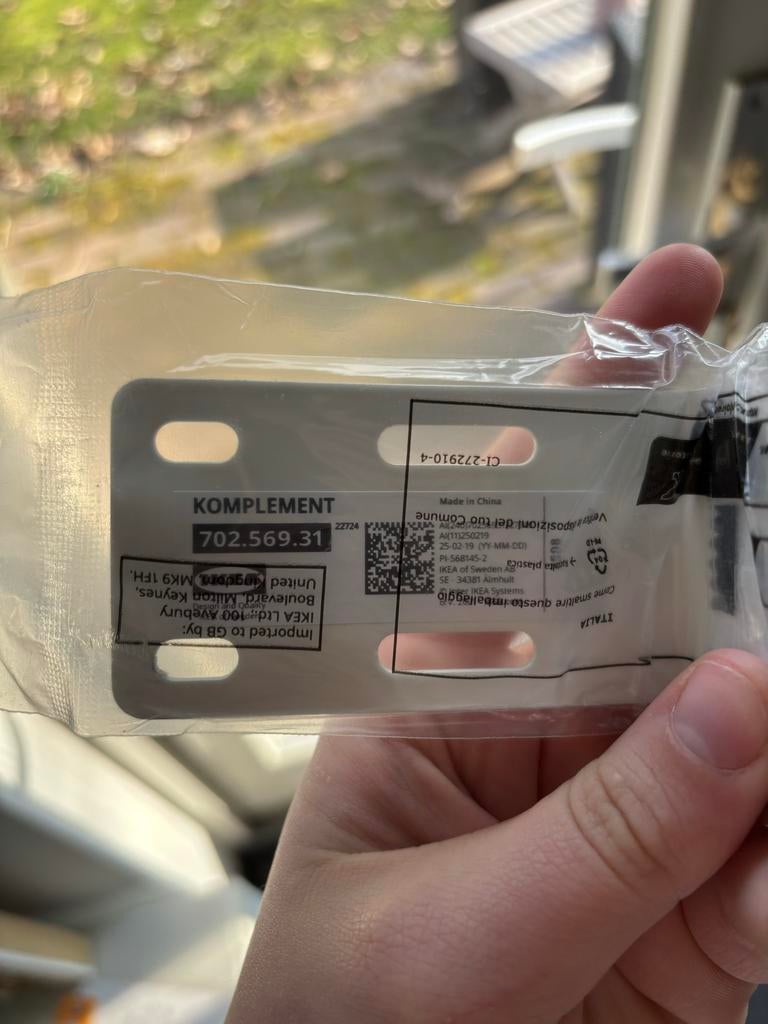 KOMPLEMENT
702.569.31
22724
Design and Quality
Made in China
AI(11)250219
25-02-19 (YY-MM-DD)
PI-568145-2
IKEA of Sweden AB
SE - 34381 Älmhult
Inter IKEA Systems
CI-272910-4
Imported to GB by:
IKEA Ltd., 100 Avebury
Boulevard, Milton Keynes,
United Kingdom, MK9 1FH.
ITALIA
Come smaltire questo imballaggio
plastica
Verifica disposizioni del tuo Comune